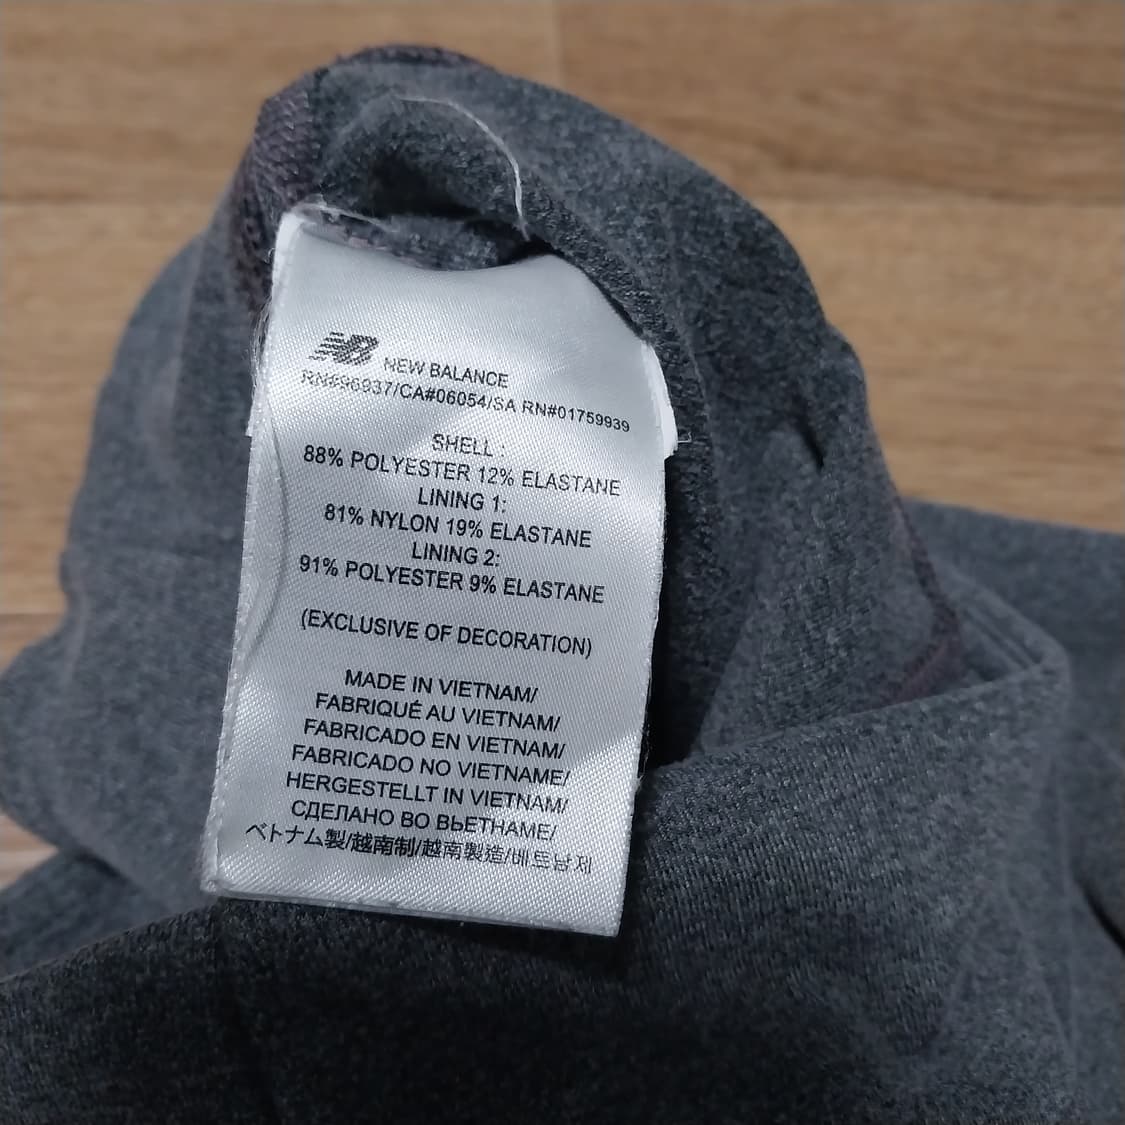 NB NEW BALANCE
RN#96937/CA#06054/SA RN#01759939
SHELL :
88% POLYESTER 12% ELASTANE
LINING 1:
81% NYLON 19% ELASTANE
LINING 2:
91% POLYESTER 9% ELASTANE
(EXCLUSIVE OF DECORATION)
MADE IN VIETNAM/
FABRIQUÉ AU VIETNAM/
FABRICADO EN VIETNAM/
FABRICADO NO VIETNAME/
HERGESTELLT IN VIETNAM/
СДЕЛАНО ВО ВЬЕТНАМЕ/
ベトナム製/越南制/越南製造/베트남제